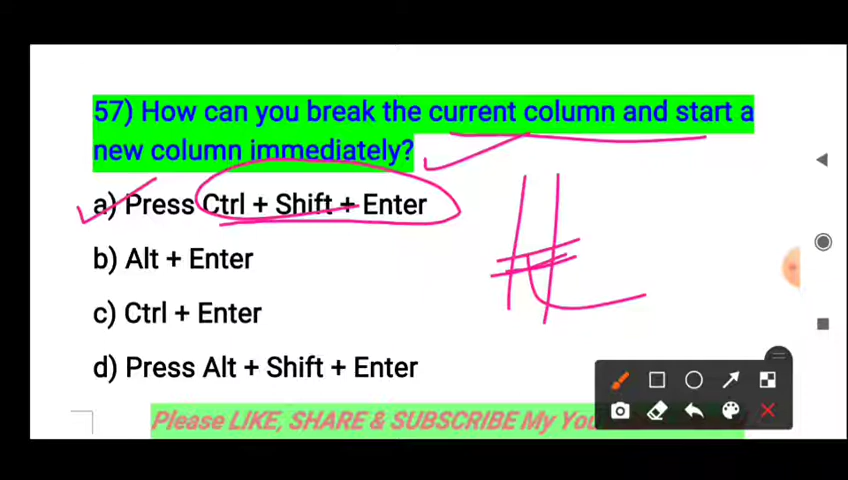 57) How can you break the current column and start a
new column immediately?
a) Press Ctrl + Shift + Enter
b) Alt + Enter
c) Ctrl + Enter
d) Press Alt + Shift + Enter
Please LIKE, SHARE & SUBSCRIBE My